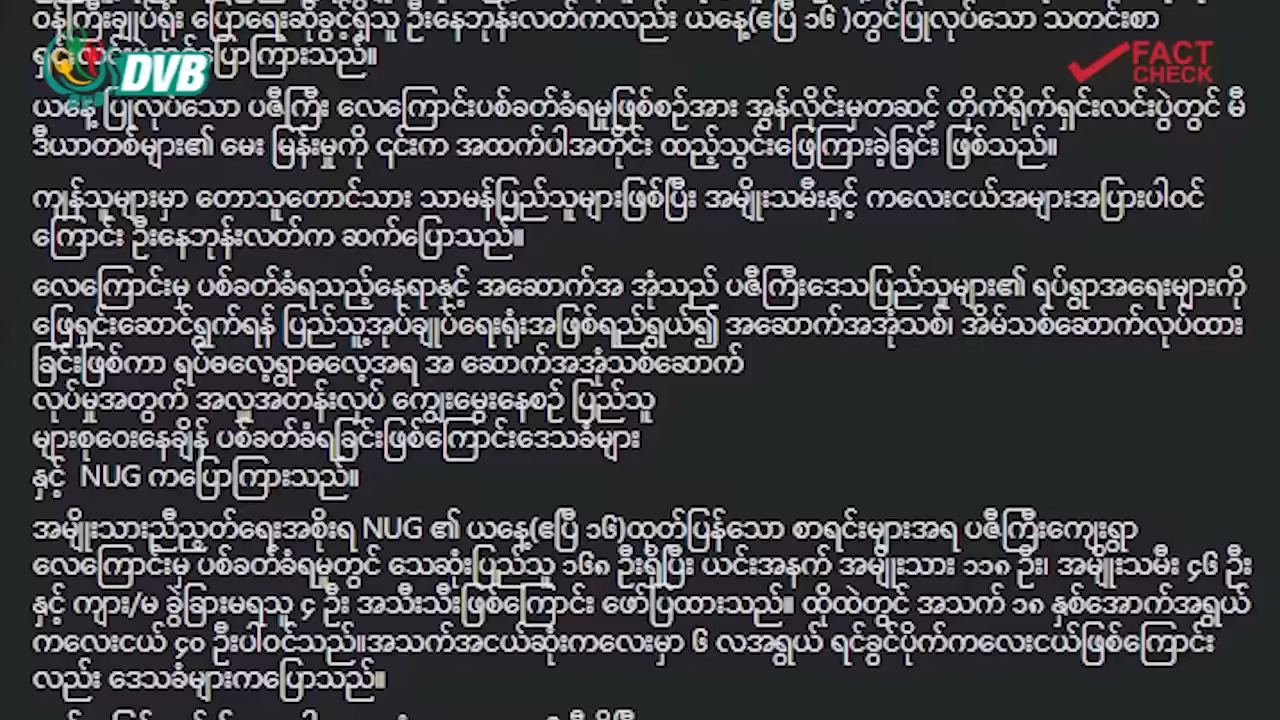 ဝန်ကြီးချုပ်ရုံး ပြောရေးဆိုခွင့်ရှိသူ ဦးနေဘုန်းလတ်ကလည်း ယနေ့(ဧပြီ ၁၆ )တွင်ပြုလုပ်သော သတင်းစာ
ပြောကြားသည်။
DVB
FACT
CHECK
ယနေ့ ပြုလုပ်သော ပဇီကြီး လေကြောင်းပစ်ခတ်ခံရမှုဖြစ်စဉ်အား အွန်လိုင်းမှတဆင့် တိုက်ရိုက်ရှင်းလင်းပွဲတွင် မီ
ဒီယာတစ်များ၏ မေး မြန်းမှုကို ၎င်းက အထက်ပါအတိုင်း ထည့်သွင်းဖြေကြားခဲ့ခြင်း ဖြစ်သည်။
ကျန်သူများမှာ တောသူတောင်သား သာမန်ပြည်သူများဖြစ်ပြီး အမျိုးသမီးနှင့် ကလေးငယ်အများအပြားပါဝင်
ကြောင်း ဦးနေဘုန်းလတ်က ဆက်ပြောသည်။
လေကြောင်းမှ ပစ်ခတ်ခံရသည့်နေရာနှင့် အဆောက်အ အုံသည် ပဇီကြီးဒေသပြည်သူများ၏ ရပ်ရွာအရေးများကို
ဖြေရှင်းဆောင်ရွက်ရန် ပြည်သူ့အုပ်ချုပ်ရေးရုံးအဖြစ်ရည်ရွယ်၍ အဆောက်အအုံသစ်၊ အိမ်သစ်ဆောက်လုပ်ထား
ခြင်းဖြစ်ကာ ရပ်ဓလေ့ရွာဓလေ့အရ အ ဆောက်အအုံသစ်ဆောက်
လုပ်မှုအတွက် အလှူအတန်းလုပ် ကျွေးမွေးနေစဉ် ပြည်သူ
များစုဝေးနေချိန် ပစ်ခတ်ခံရခြင်းဖြစ်ကြောင်းဒေသခံများ
နှင့် NUG ကပြောကြားသည်။
အမျိုးသားညီညွတ်ရေးအစိုးရ NUG ၏ ယနေ့(ဧပြီ ၁၆)ထုတ်ပြန်သော စာရင်းများအရ ပဇီကြီးကျေးရွာ
လေကြောင်းမှ ပစ်ခတ်ခံရမှုတွင် သေဆုံးပြည်သူ ၁၆၈ ဦးရှိပြီး ယင်းအနက် အမျိုးသား ၁၁၈ ဦး၊ အမျိုးသမီး ၄၆ ဦး
နှင့် ကျား/မ ခွဲခြားမရသူ ၄ ဦး အသီးသီးဖြစ်ကြောင်း ဖော်ပြထားသည်။ ထိုထဲတွင် အသက် ၁၈ နှစ်အောက်အရွယ်
ကလေးငယ် ၄၀ ဦးပါဝင်သည်။အသက်အငယ်ဆုံးကလေးမှာ ၆ လအရွယ် ရင်ခွင်ပိုက်ကလေးငယ်ဖြစ်ကြောင်း
လည်း ဒေသခံများကပြောသည်။